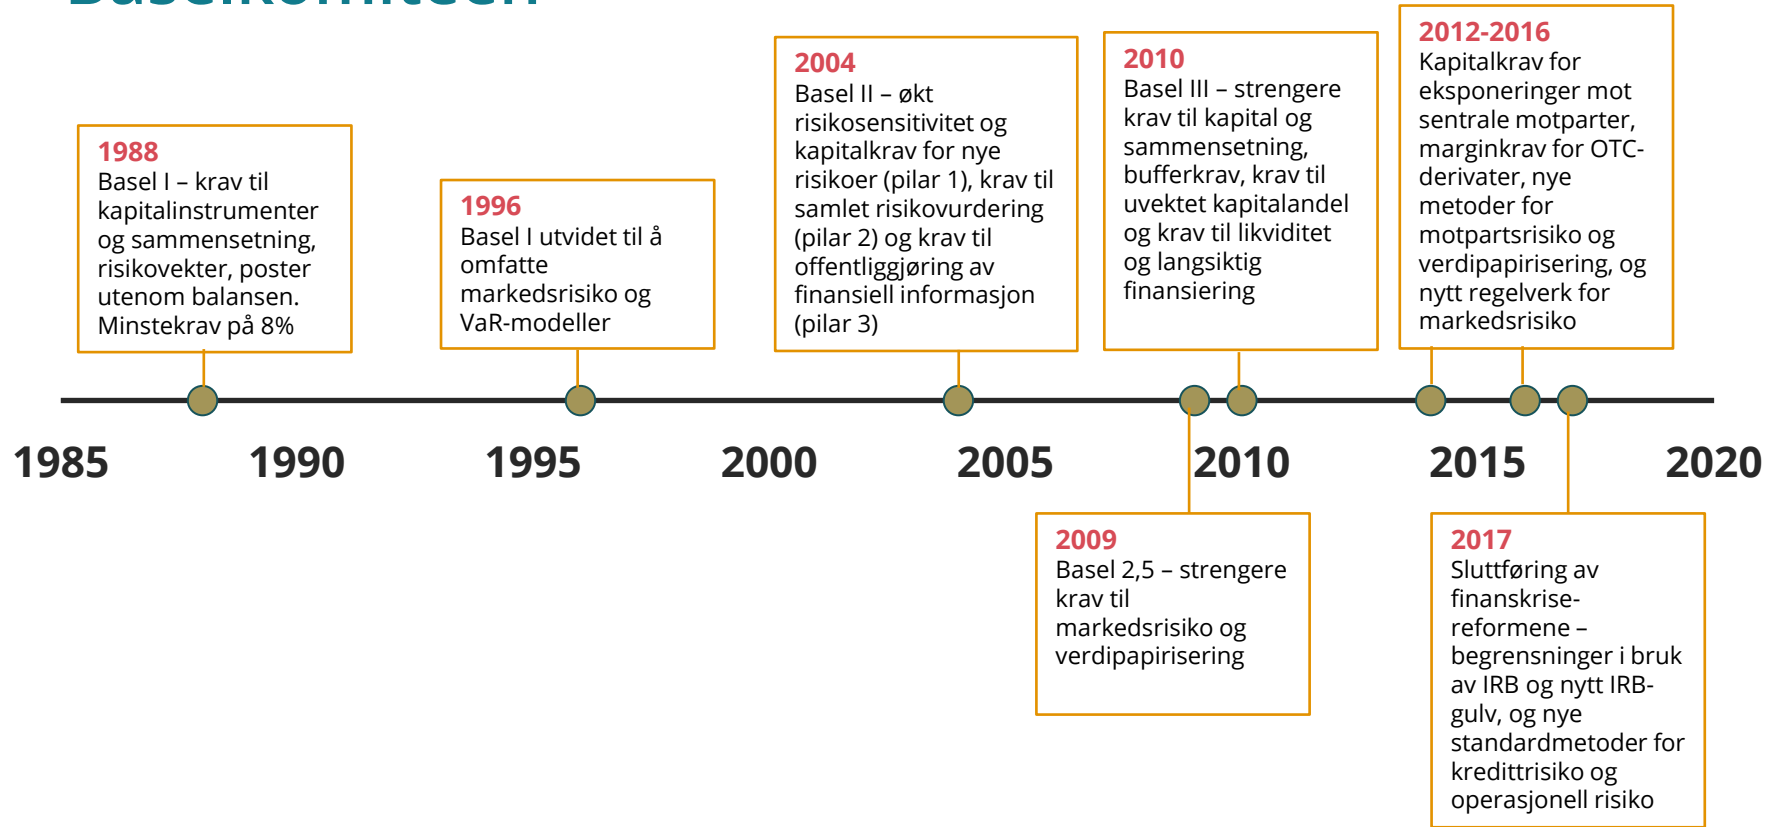 Baselkomiteen
1988
Basel I – krav til
kapitalinstrumenter
og sammensetning,
risikovekter, poster
utenom balansen.
Minstekrav på 8%
1996
Basel I utvidet til å
omfatte
markedsrisiko og
VaR-modeller
2004
Basel II – økt
risikosensitivitet og
kapitalkrav for nye
risikoer (pilar 1), krav til
samlet risikovurdering
(pilar 2) og krav til
offentliggjøring av
finansiell informasjon
(pilar 3)
2010
Basel III – strengere
krav til kapital og
sammensetning,
bufferkrav, krav til
uvektet kapitalandel
og krav til likviditet
og langsiktig
finansiering
2012-2016
Kapitalkrav for
eksponeringer mot
sentrale motparter,
marginkrav for OTC-
derivater, nye
metoder for
motpartsrisiko og
verdipapirisering, og
nytt regelverk for
markedsrisiko
1985 1990 1995 2000 2005 2010 2015 2020
2009
Basel 2,5 – strengere
krav til
markedsrisiko og
verdipapirisering
2017
Sluttføring av
finanskrise-
reformene –
begrensninger i bruk
av IRB og nytt IRB-
gulv, og nye
standardmetoder for
kredittrisiko og
operasjonell risiko